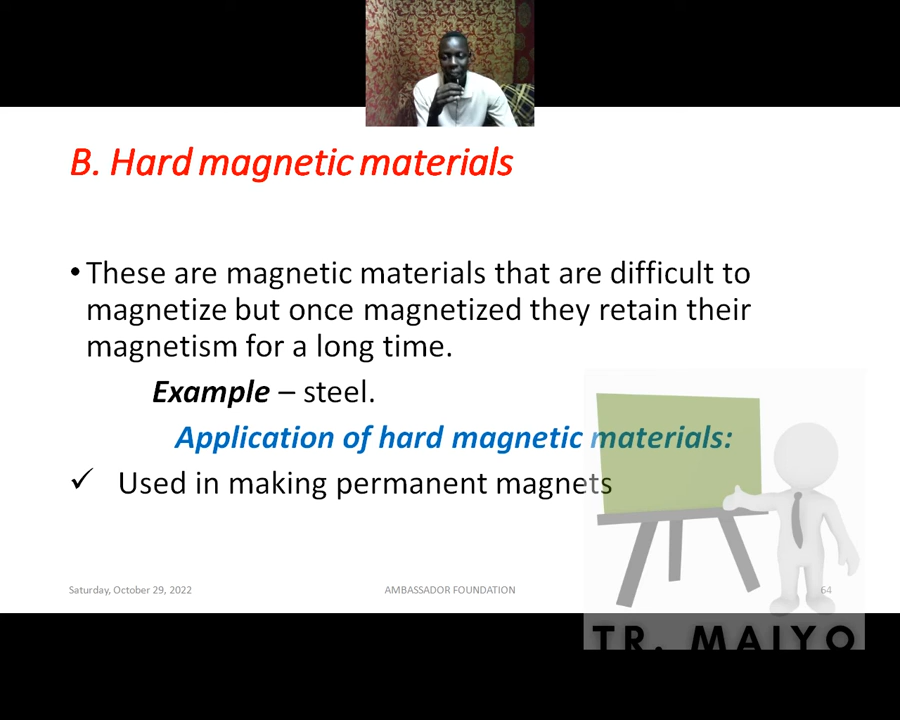 B. Hard magnetic materials
• These are magnetic materials that are difficult to
magnetize but once magnetized they retain their
magnetism for a long time.
Example – steel.
Application of hard magnetic materials:
✓ Used in making permanent magnets
Saturday, October 29, 2022
AMBASSADOR FOUNDATION
64
TR. MAIYO